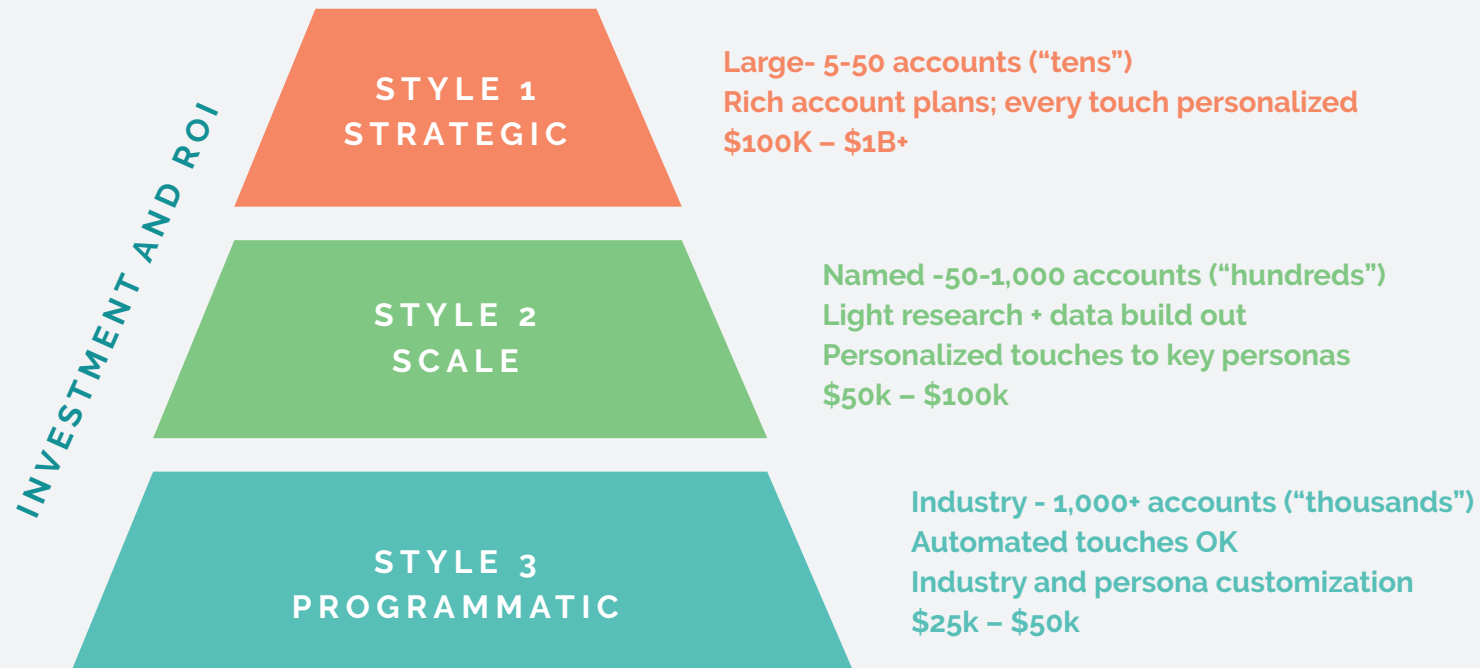 INVESTMENT AND ROI
STYLE 1
STRATEGIC
Large- 5-50 accounts (“tens”)
Rich account plans; every touch personalized
$100K – $1B+
STYLE 2
SCALE
Named -50-1,000 accounts (“hundreds”)
Light research + data build out
Personalized touches to key personas
$50k – $100k
STYLE 3
PROGRAMMATIC
Industry - 1,000+ accounts (“thousands”)
Automated touches OK
Industry and persona customization
$25k – $50k